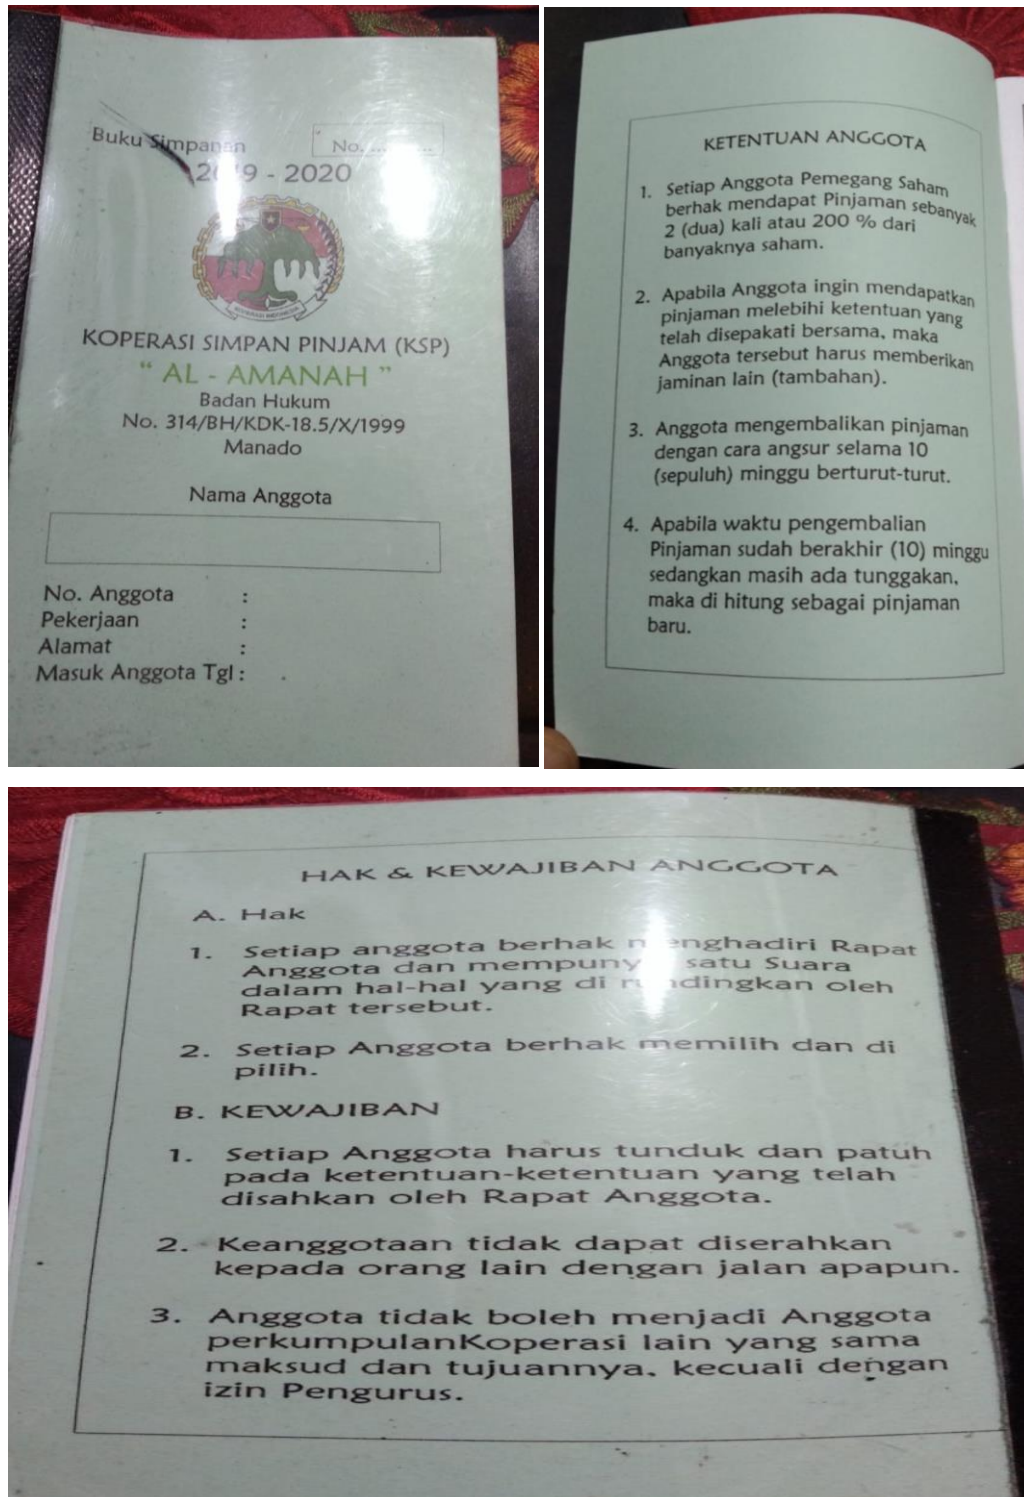 Buku Simpanan
No. ............
2019 - 2020
KOPERASI INDONESIA
KOPERASI SIMPAN PINJAM (KSP)
“ AL - AMANAH ”
Badan Hukum
No. 314/BH/KDK-18.5/X/1999
Manado
Nama Anggota
No. Anggota :
Pekerjaan :
Alamat :
Masuk Anggota Tgl :
KETENTUAN ANGGOTA
1. Setiap Anggota Pemegang Saham
berhak mendapat Pinjaman sebanyak
2 (dua) kali atau 200 % dari
banyaknya saham.
2. Apabila Anggota ingin mendapatkan
pinjaman melebihi ketentuan yang
telah disepakati bersama, maka
Anggota tersebut harus memberikan
jaminan lain (tambahan).
3. Anggota mengembalikan pinjaman
dengan cara angsur selama 10
(sepuluh) minggu berturut-turut.
4. Apabila waktu pengembalian
Pinjaman sudah berakhir (10) minggu
sedangkan masih ada tunggakan,
maka di hitung sebagai pinjaman
baru.
HAK & KEWAJIBAN ANGGOTA
A. Hak
1. Setiap anggota berhak menghadiri Rapat
Anggota dan mempunyai satu Suara
dalam hal-hal yang di rundingkan oleh
Rapat tersebut.
2. Setiap Anggota berhak memilih dan di
pilih.
B. KEWAJIBAN
1. Setiap Anggota harus tunduk dan patuh
pada ketentuan-ketentuan yang telah
disahkan oleh Rapat Anggota.
2. Keanggotaan tidak dapat diserahkan
kepada orang lain dengan jalan apapun.
3. Anggota tidak boleh menjadi Anggota
perkumpulanKoperasi lain yang sama
maksud dan tujuannya, kecuali dengan
izin Pengurus.